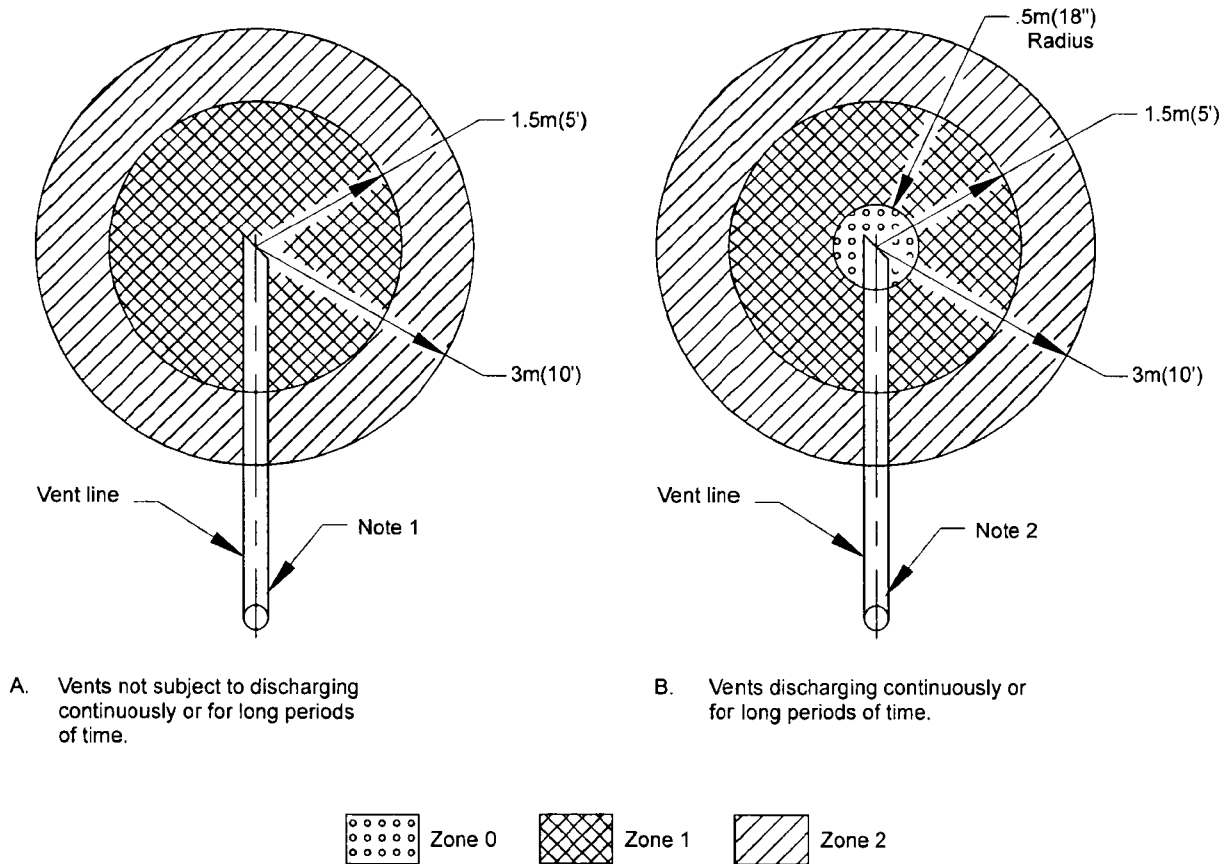 1.5m(5')
3m(10')
Vent line
Note 1
A. Vents not subject to discharging
continuously or for long periods
of time.
.5m(18")
Radius
1.5m(5')
3m(10')
Vent line
Note 2
B. Vents discharging continuously or
for long periods of time.
Zone 0 Zone 1 Zone 2